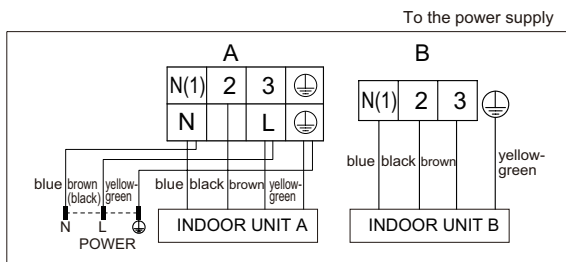 To the power supply
A
B
N(1) 2 3
N L
N(1) 2 3
blue brown (black) yellow-green
blue black brown yellow-green
blue black brown yellow-green
N L
POWER
INDOOR UNIT A
INDOOR UNIT B